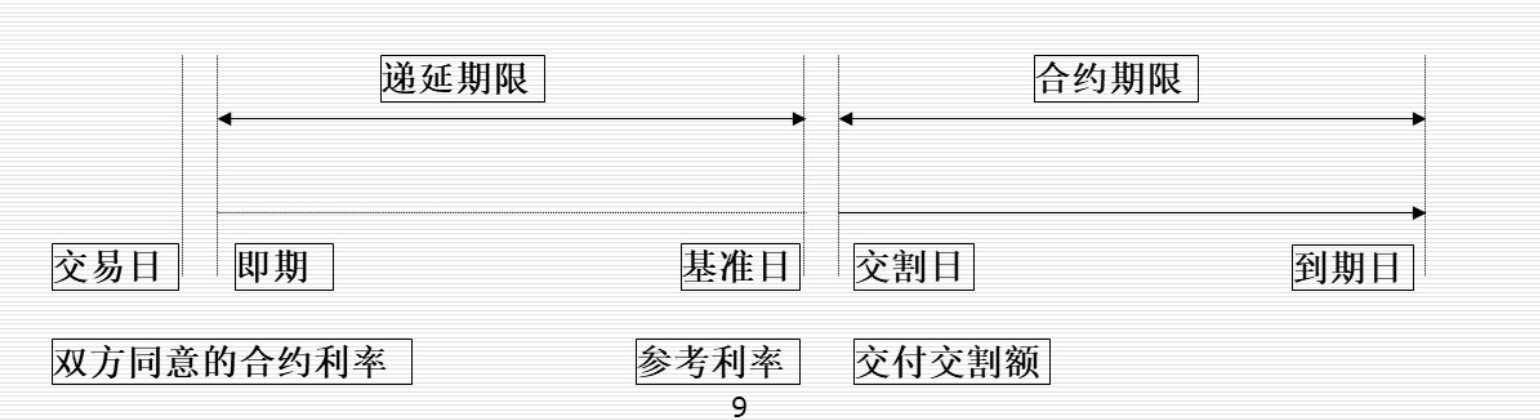 递延期限 合约期限
交易日 即期 基准日 交割日 到期日
双方同意的合约利率 参考利率 交付交割额
9